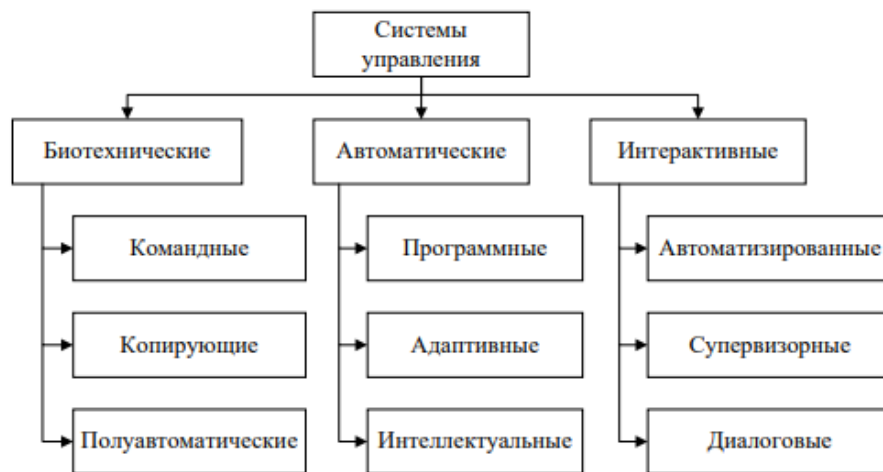 Системы
управления
Биотехнические
Автоматические
Интерактивные
Командные
Программные
Автоматизированные
Копирующие
Адаптивные
Супервизорные
Полуавтоматические
Интеллектуальные
Диалоговые